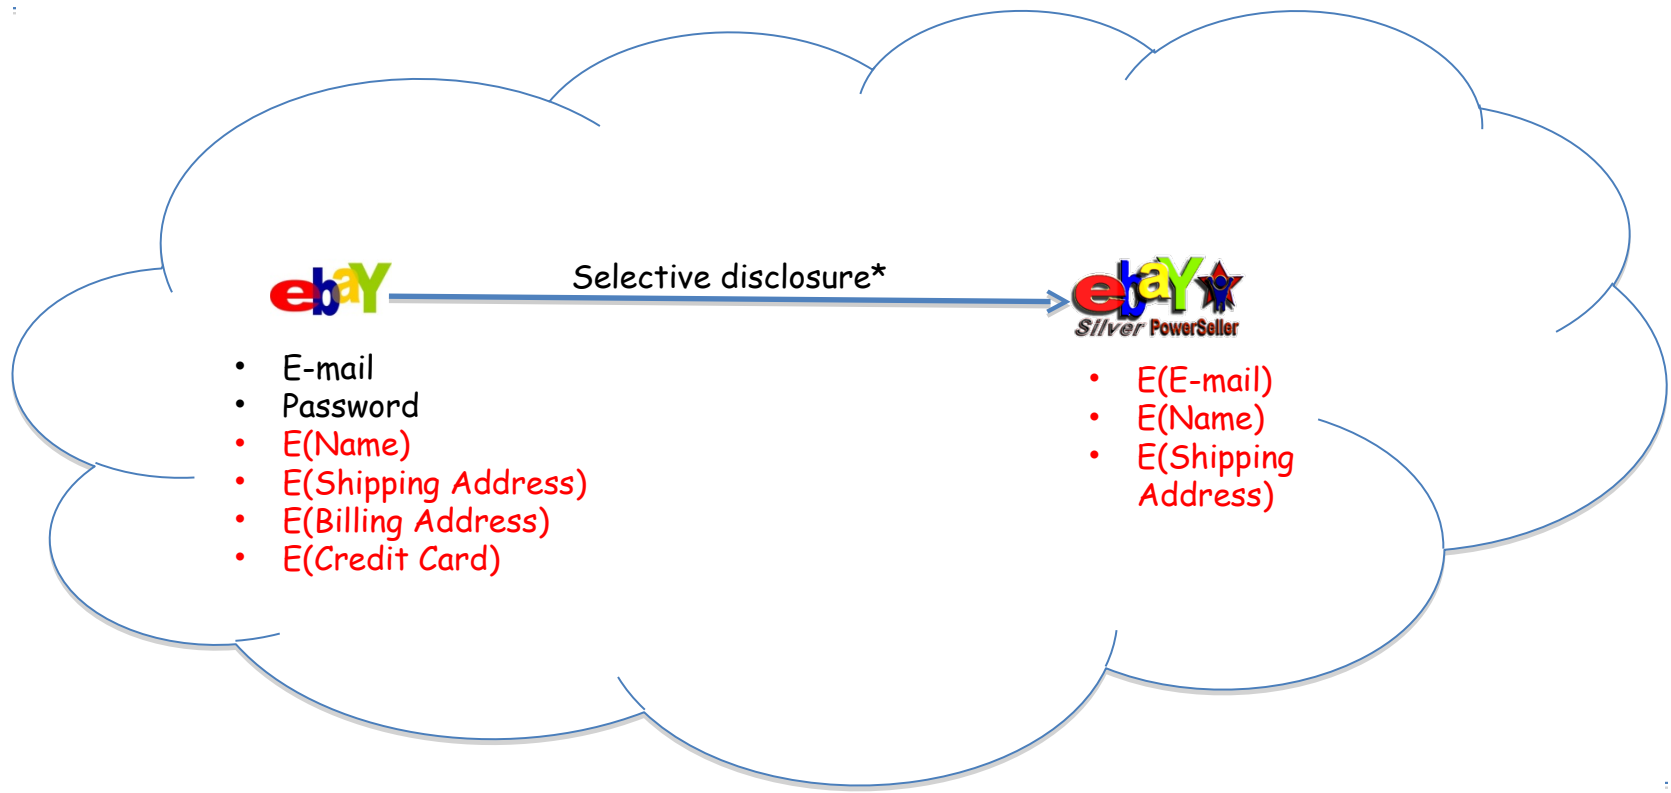 Selective disclosure*
ebaY
ebaY
Silver PowerSeller
• E-mail
• Password
• E(Name)
• E(Shipping Address)
• E(Billing Address)
• E(Credit Card)
• E(E-mail)
• E(Name)
• E(Shipping
Address)